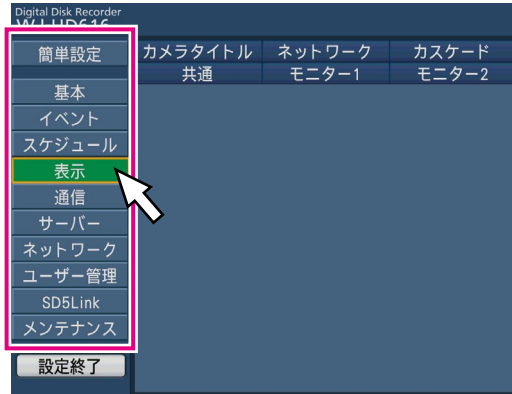 Digital Disk Recorder
WJ-HD616
簡単設定
カメラタイトル ネットワーク カスケード
共通 モニター1 モニター2
基本
イベント
スケジュール
表示
通信
サーバー
ネットワーク
ユーザー管理
SD5Link
メンテナンス
設定終了